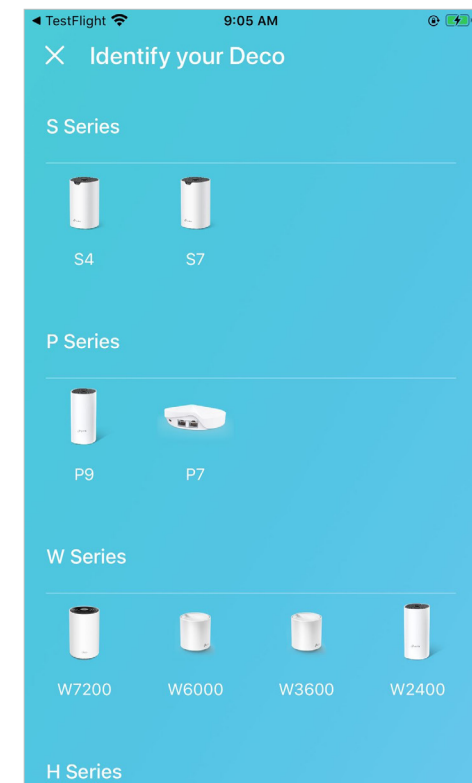 TestFlight 9:05 AM
Identify your Deco
S Series
S4 S7
P Series
P9 P7
W Series
W7200 W6000 W3600 W2400
H Series